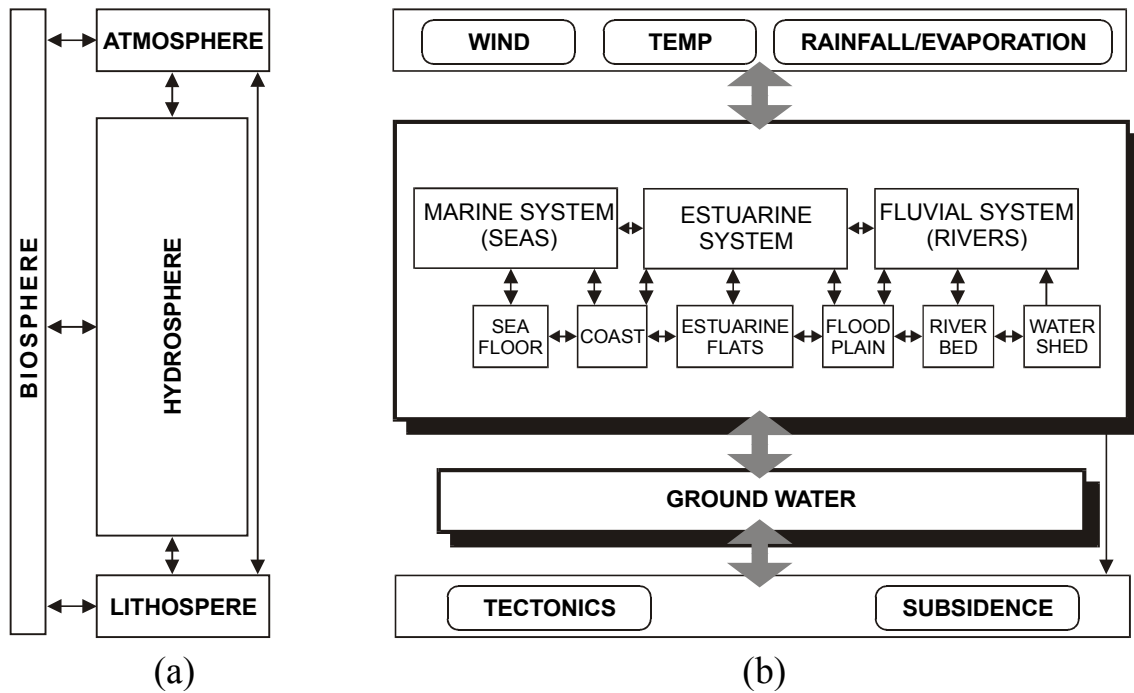 BIOSPHERE
ATMOSPHERE
HYDROSPHERE
LITHOSPERE
(a)
WIND
TEMP
RAINFALL/EVAPORATION
MARINE SYSTEM
(SEAS)
ESTUARINE
SYSTEM
FLUVIAL SYSTEM
(RIVERS)
SEA
FLOOR
COAST
ESTUARINE
FLATS
FLOOD
PLAIN
RIVER
BED
WATER
SHED
GROUND WATER
TECTONICS
SUBSIDENCE
(b)